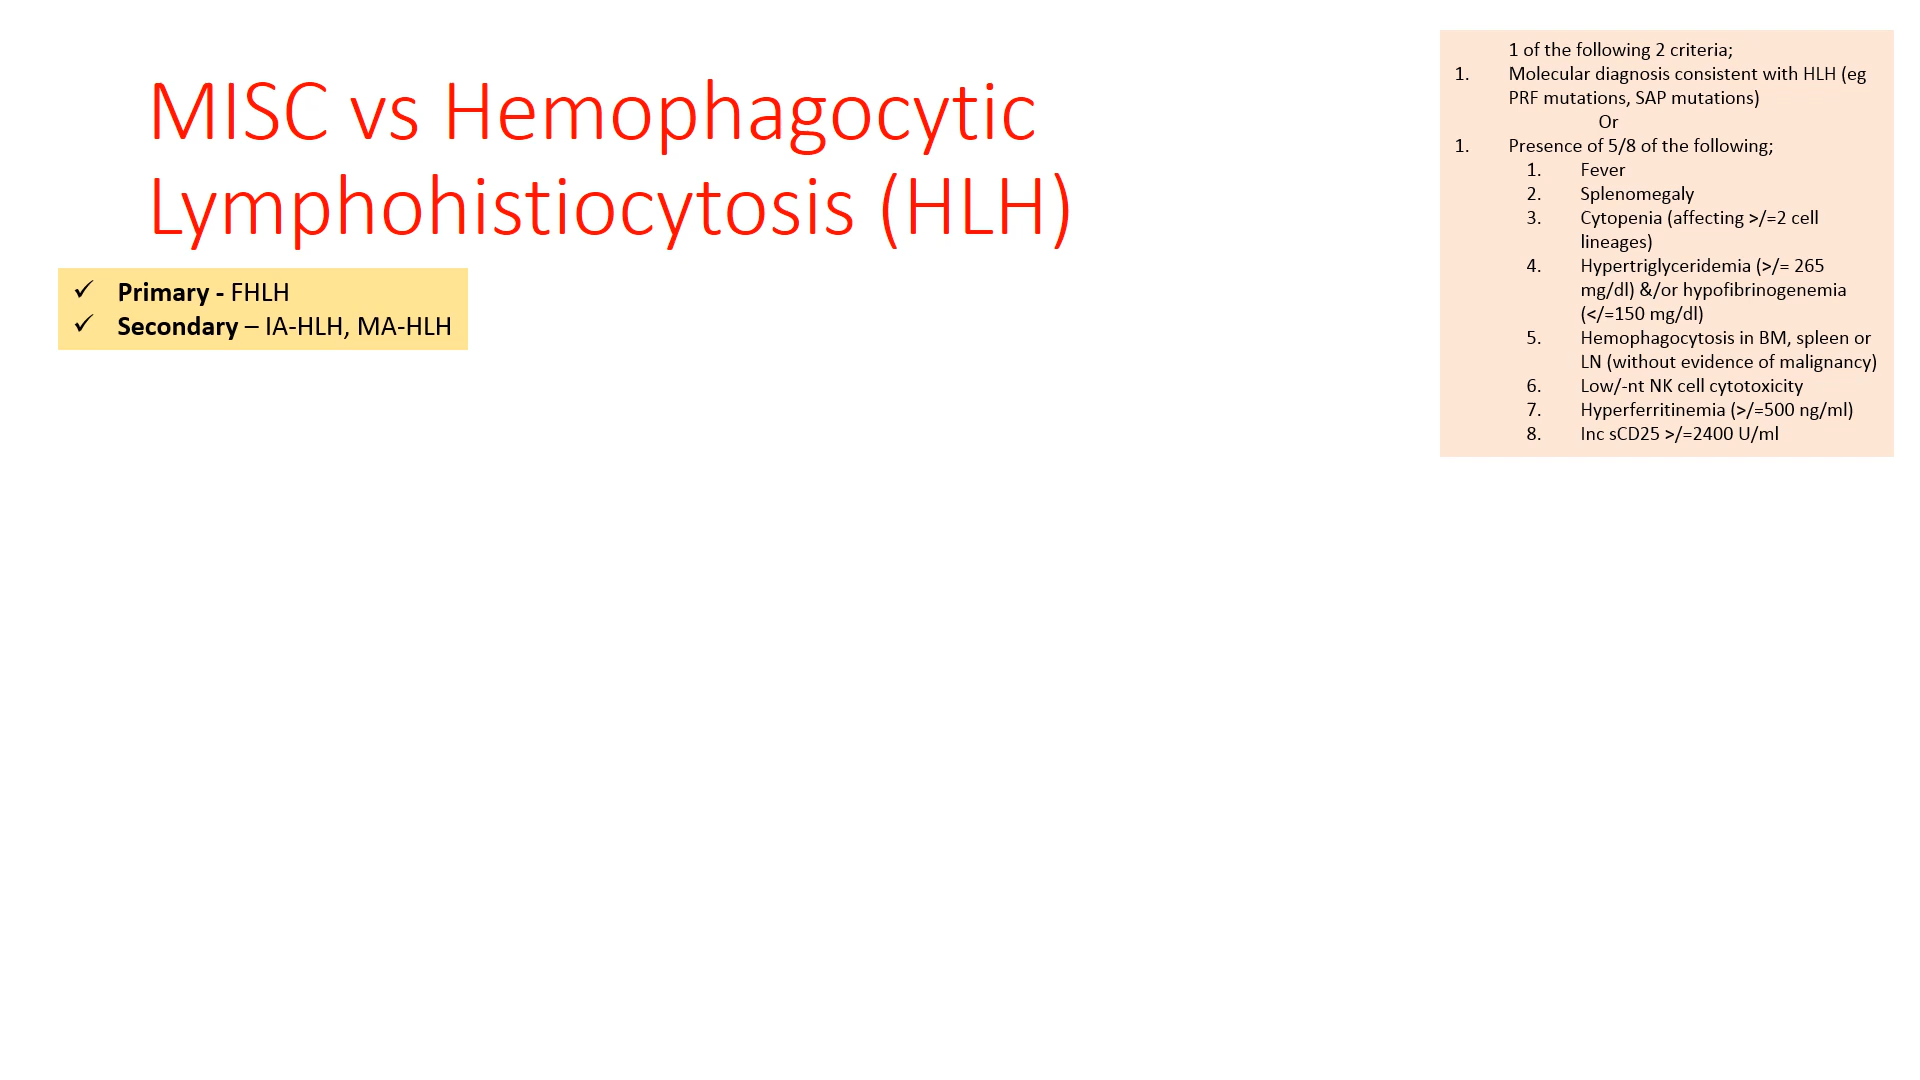 MISC vs Hemophagocytic
Lymphohistiocytosis (HLH)
✓ Primary - FHLH
✓ Secondary – IA-HLH, MA-HLH
1 of the following 2 criteria;
1. Molecular diagnosis consistent with HLH (eg
PRF mutations, SAP mutations)
Or
1. Presence of 5/8 of the following;
1. Fever
2. Splenomegaly
3. Cytopenia (affecting >/=2 cell
lineages)
4. Hypertriglyceridemia (>/= 265
mg/dl) &/or hypofibrinogenemia
(</=150 mg/dl)
5. Hemophagocytosis in BM, spleen or
LN (without evidence of malignancy)
6. Low/-nt NK cell cytotoxicity
7. Hyperferritinemia (>/=500 ng/ml)
8. Inc sCD25 >/=2400 U/ml